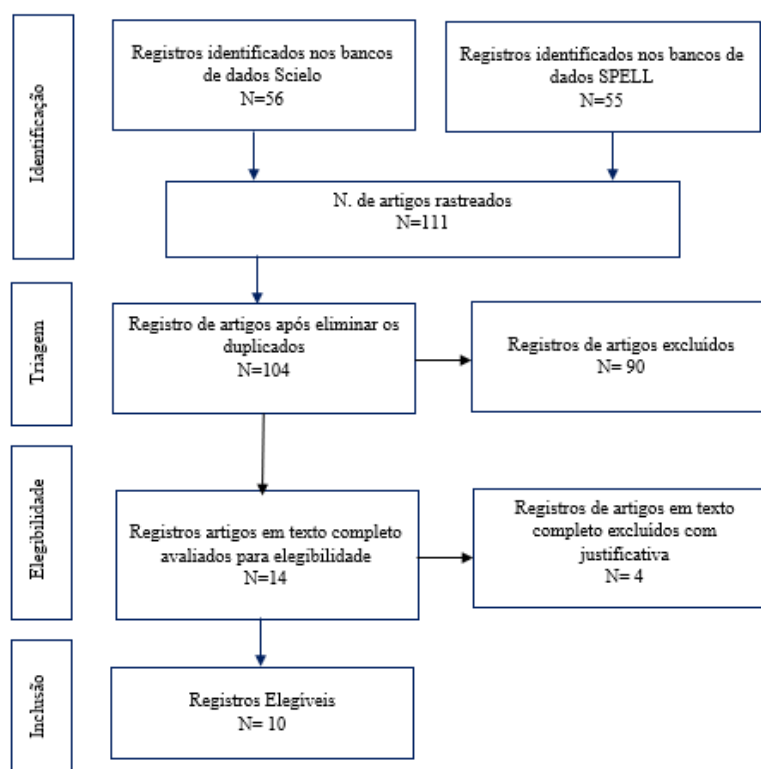 Identificação
Registros identificados nos bancos
de dados Scielo
N=56
Registros identificados nos bancos de
dados SPELL
N=55
N. de artigos rastreados
N=111
Triagem
Registro de artigos após eliminar os
duplicados
N=104
Registros de artigos excluídos
N= 90
Elegibilidade
Registros artigos em texto completo
avaliados para elegibilidade
N=14
Registros de artigos em texto
completo excluídos com
justificativa
N= 4
Inclusão
Registros Elegíveis
N= 10